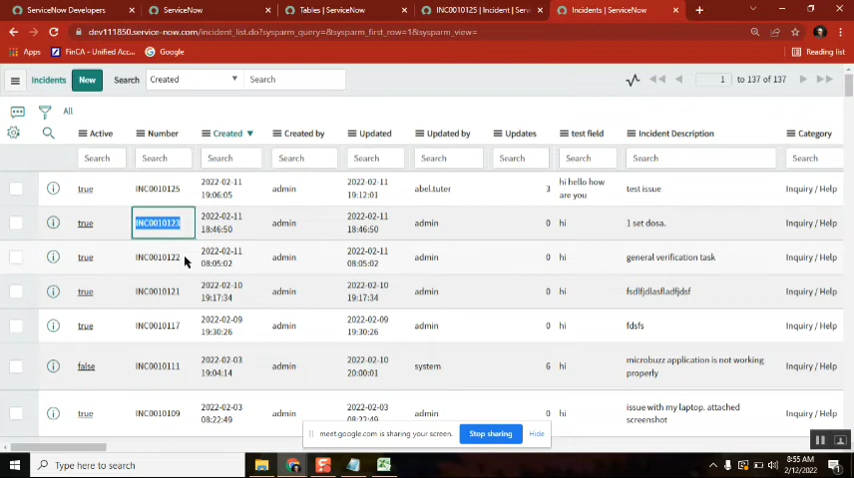 ServiceNow Developers
ServiceNow
Tables | ServiceNow
INC0010125 | Incident | Serv
Incidents | ServiceNow
dev111850.service-now.com/incident_list.do?sysparm_query=&sysparm_first_row=1&sysparm_view=
Apps
FinCA - Unified Acc...
Google
Reading list
Incidents
New
Search
Created
Search
1
to 137 of 137
All
Active
Number
Created
Created by
Updated
Updated by
Updates
test field
Incident Description
Category
Search
Search
Search
Search
Search
Search
Search
Search
Search
Search
true
INC0010125
2022-02-11
19:06:05
admin
2022-02-11
19:12:01
abel.tuter
3
hi hello how
are you
test issue
Inquiry / Help
true
INC0010123
2022-02-11
18:46:50
admin
2022-02-11
18:46:50
admin
0
hi
1 set dosa.
Inquiry / Help
true
INC0010122
2022-02-11
08:05:02
admin
2022-02-11
08:05:02
admin
0
hi
general verification task
Inquiry / Help
true
INC0010121
2022-02-10
19:17:34
admin
2022-02-10
19:17:34
admin
0
hi
fsdlfjdlasfladfjdsf
Inquiry / Help
true
INC0010117
2022-02-09
19:30:26
admin
2022-02-09
19:30:26
admin
0
hi
fdsfs
Inquiry / Help
false
INC0010111
2022-02-03
19:04:14
admin
2022-02-10
20:00:01
system
6
hi
microbuzz application is not working
properly
Inquiry / Help
true
INC0010109
2022-02-03
08:22:49
admin
2022-02-03
08:22:49
admin
0
hi
issue with my laptop. attached
screenshot
Inquiry / Help
meet.google.com is sharing your screen.
Stop sharing
Hide
Type here to search
8:55 AM
2/12/2022